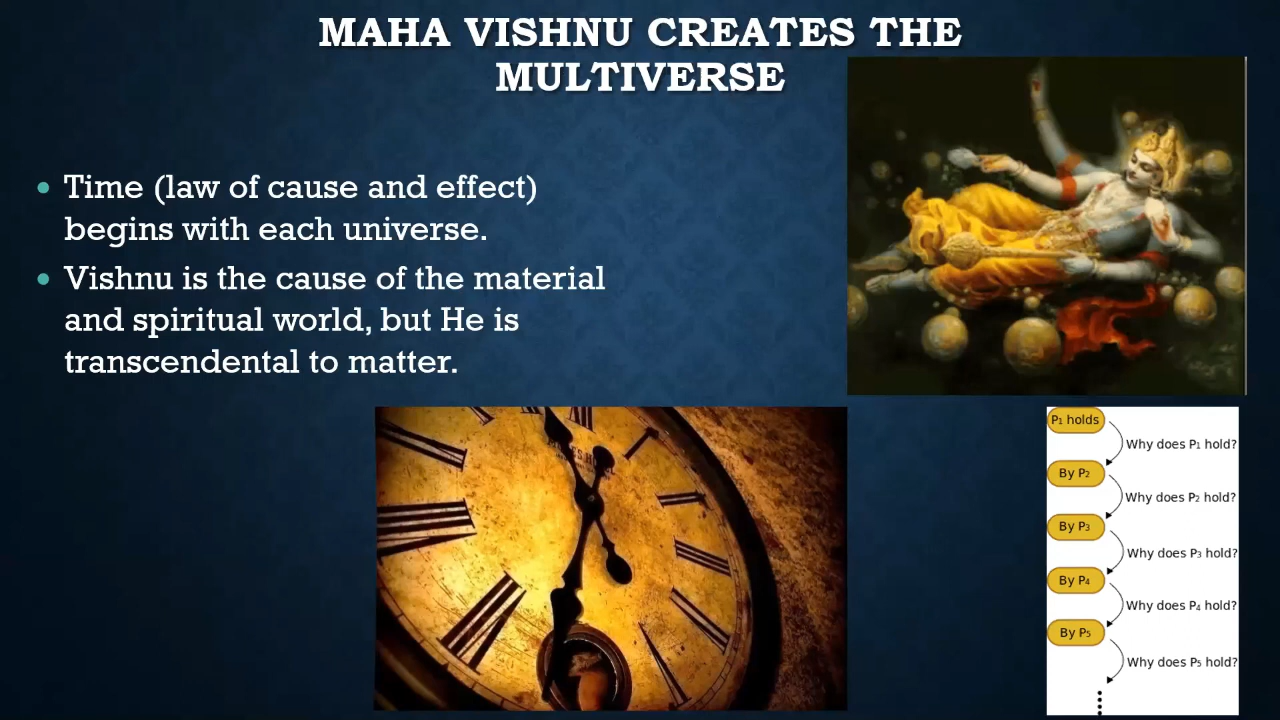 MAHA VISHNU CREATES THE
MULTIVERSE
• Time (law of cause and effect)
begins with each universe.
• Vishnu is the cause of the material
and spiritual world, but He is
transcendental to matter.
P₁ holds
Why does P₁ hold?
By P₂
Why does P₂ hold?
By P₃
Why does P₃ hold?
By P₄
Why does P₄ hold?
By P₅
Why does P₅ hold?